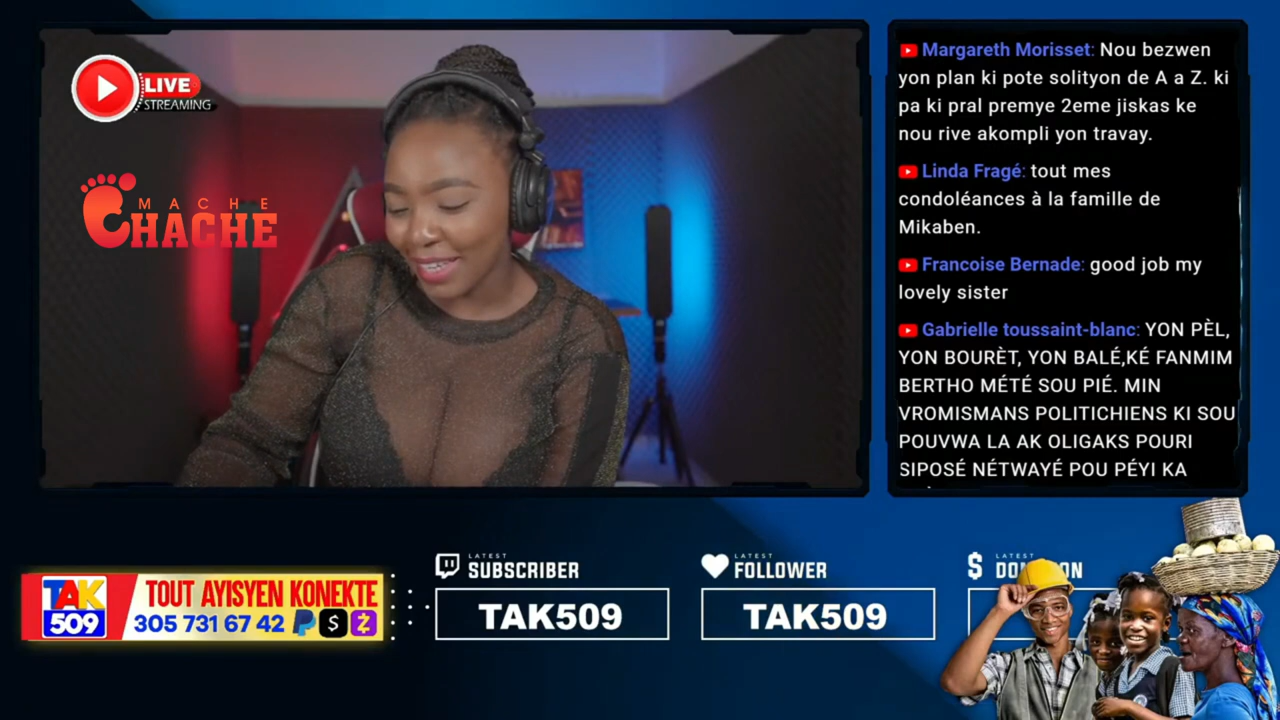 LIVE
STREAMING
MACHE
CHACHE
Margareth Morisset: Nou bezwen
yon plan ki pote solityon de A a Z. ki
pa ki pral premye 2eme jiskas ke
nou rive akompli yon travay.
Linda Fragé: tout mes
condoléances à la famille de
Mikaben.
Francoise Bernade: good job my
lovely sister
Gabrielle toussaint-blanc: YON PÈL,
YON BOURÈT, YON BALÉ,KÉ FANMIM
BERTHO MÉTÉ SOU PIÉ. MIN
VROMISMANS POLITICHIENS KI SOU
POUVWA LA AK OLIGAKS POURI
SIPOSÉ NÉTWAYÉ POU PÉYI KA
TAK
509
TOUT AYISYEN KONEKTE
305 731 67 42
LATEST
SUBSCRIBER
TAK509
LATEST
FOLLOWER
TAK509
LATEST
$